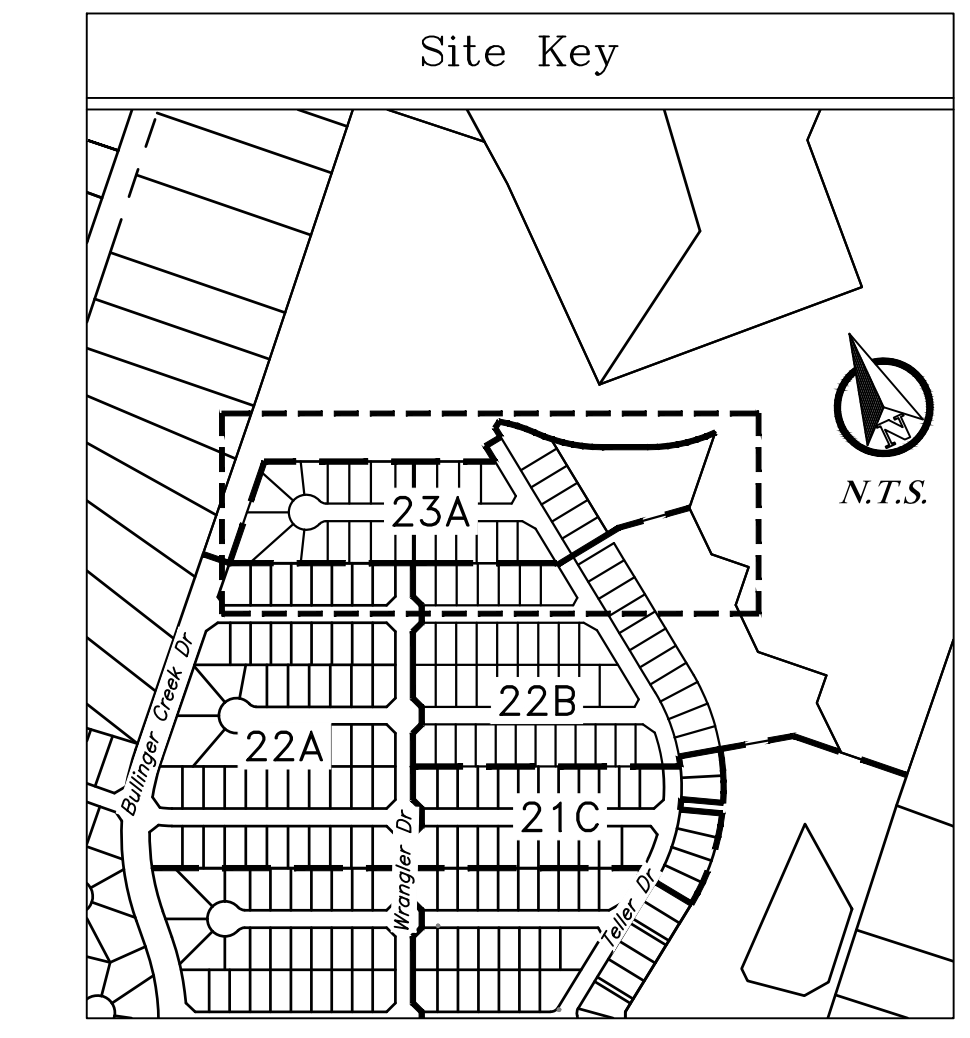 Site Key
N
N.T.S.
23A
22B
22A
21C
Bullinger Creek Dr
Wrangler Dr
Teller Dr